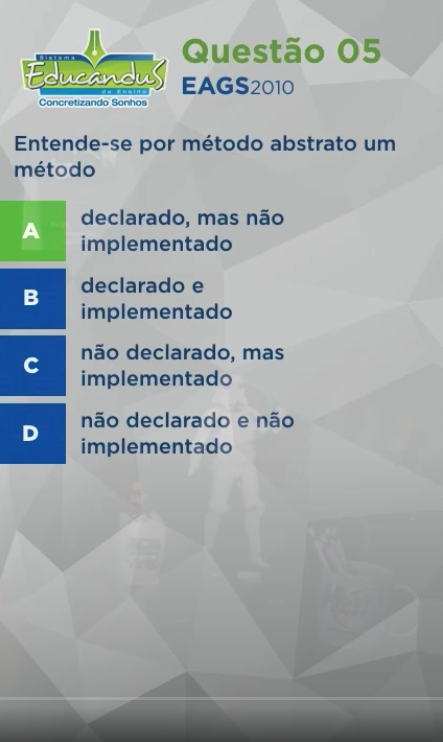 Sistema
EducanduS
de Ensino
Concretizando Sonhos
Questão 05
EAGS2010
Entende-se por método abstrato um
método
A
declarado, mas não
implementado
B
declarado e
implementado
C
não declarado, mas
implementado
D
não declarado e não
implementado